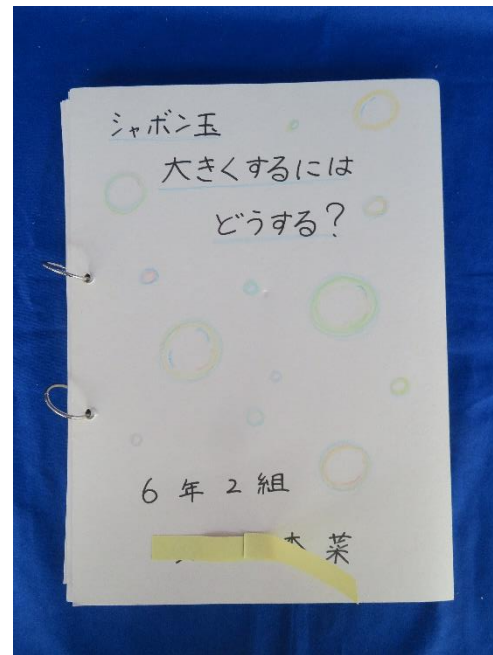 シャボン玉
大きくするには
どうする?
6年2組
菜